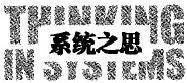 THINKING
系统之思
IN SYSTEMS